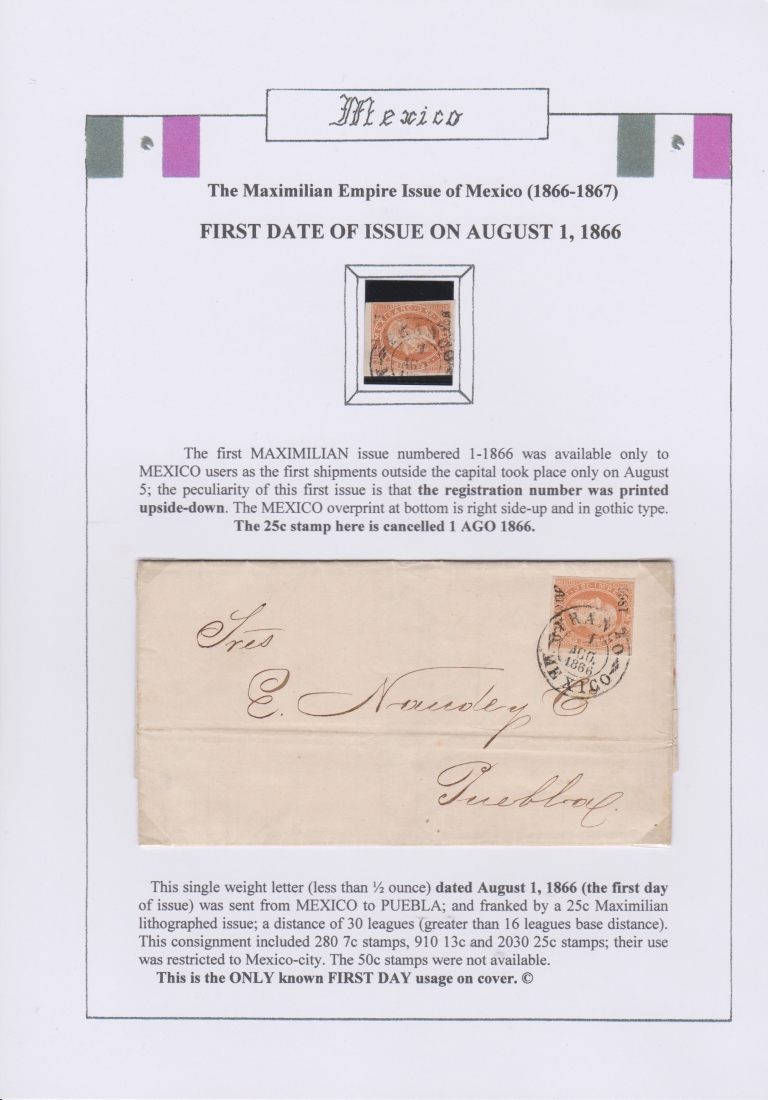 Mexico
The Maximilian Empire Issue of Mexico (1866-1867)
FIRST DATE OF ISSUE ON AUGUST 1, 1866
The first MAXIMILIAN issue numbered 1-1866 was available only to
MEXICO users as the first shipments outside the capital took place only on August
5; the peculiarity of this first issue is that the registration number was printed
upside-down. The MEXICO overprint at bottom is right side-up and in gothic type.
The 25c stamp here is cancelled 1 AGO 1866.
FRANCO
1
AGO.
1866
MEXICO
Sres
E. Naudey C
Puebla.
This single weight letter (less than ½ ounce) dated August 1, 1866 (the first day
of issue) was sent from MEXICO to PUEBLA; and franked by a 25c Maximilian
lithographed issue; a distance of 30 leagues (greater than 16 leagues base distance).
This consignment included 280 7c stamps, 910 13c and 2030 25c stamps; their use
was restricted to Mexico-city. The 50c stamps were not available.
This is the ONLY known FIRST DAY usage on cover. ©